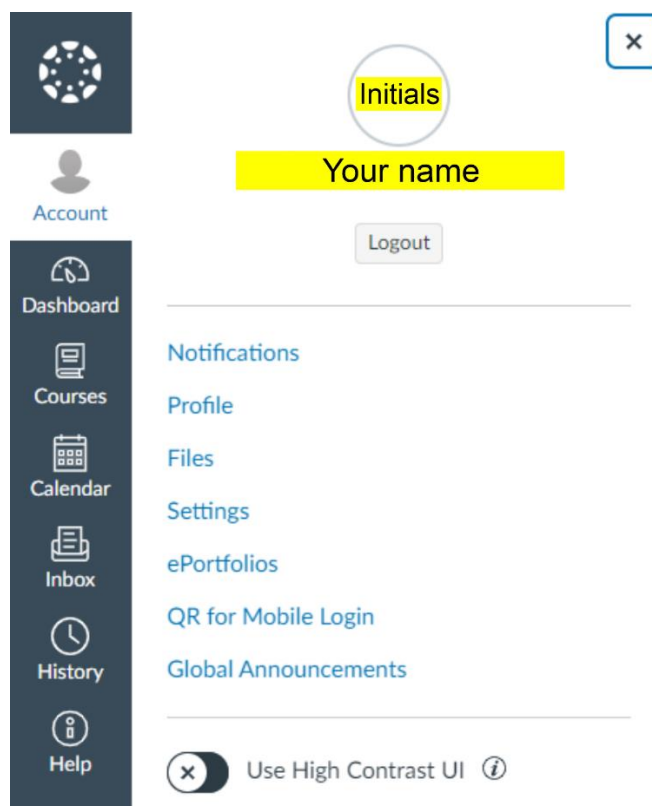 Initials
Your name
Logout
Account
Dashboard
Courses
Calendar
Inbox
History
Help
Notifications
Profile
Files
Settings
ePortfolios
QR for Mobile Login
Global Announcements
Use High Contrast UI